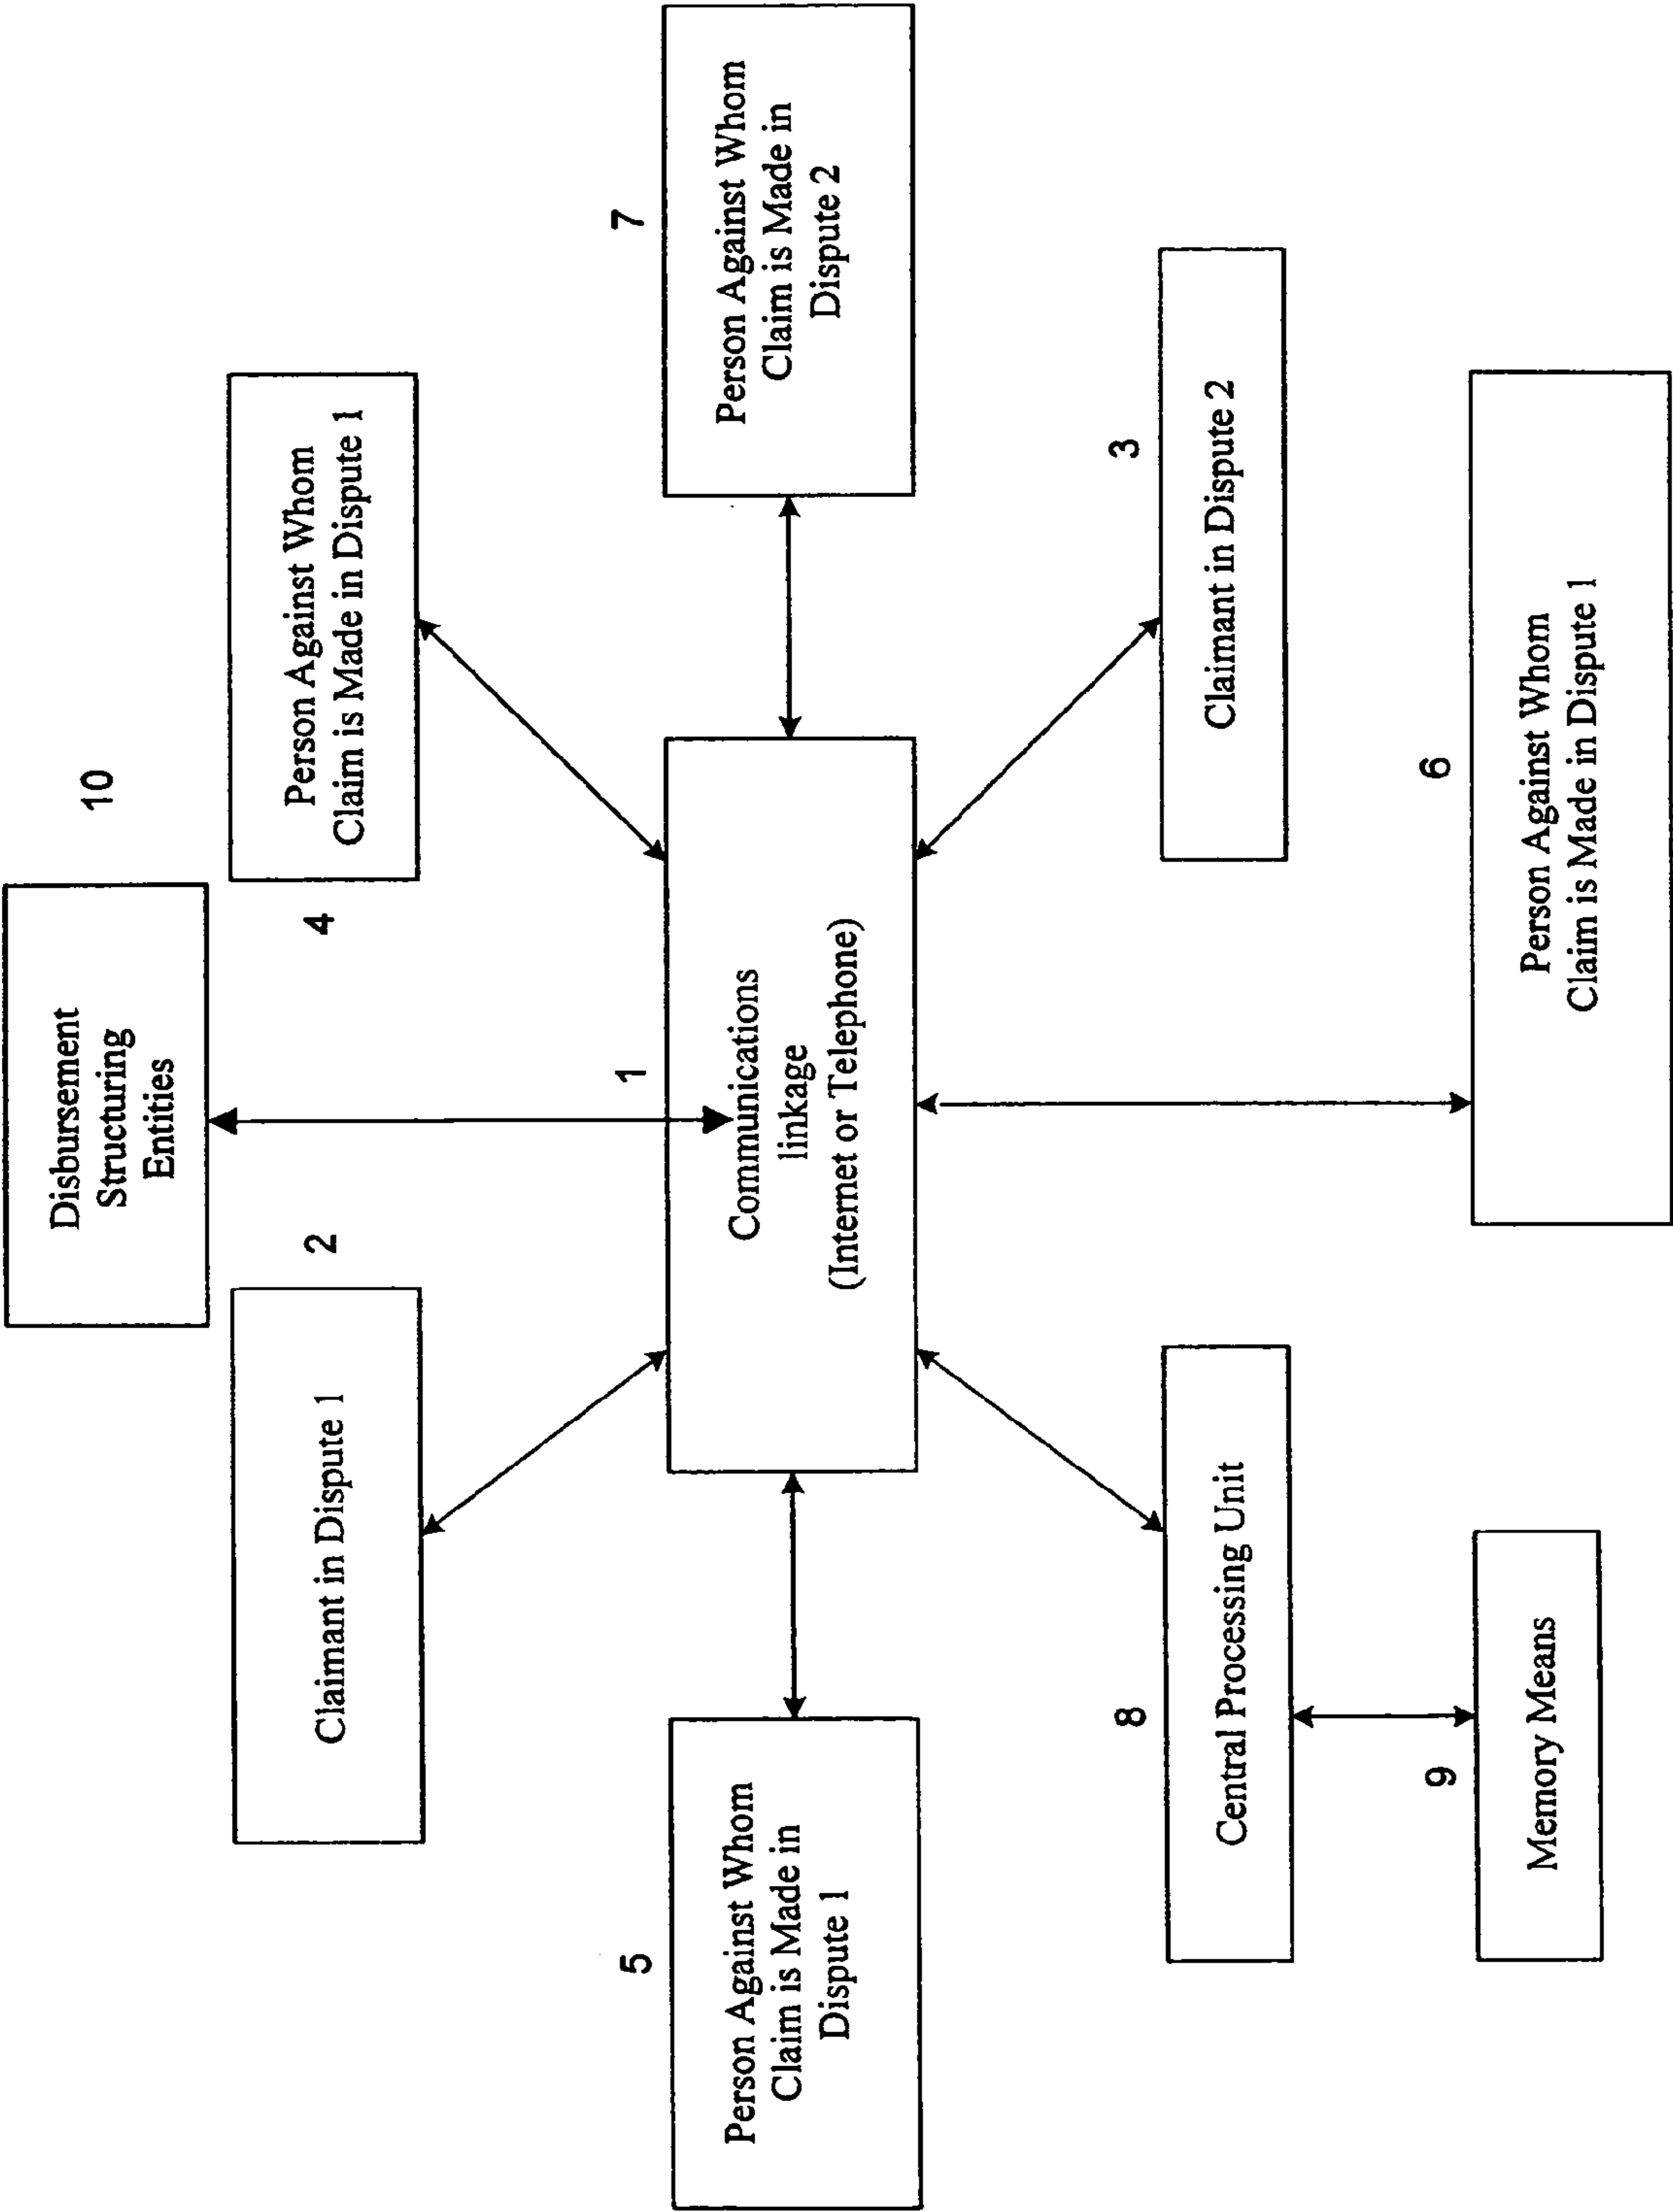 10
Disbursement
Structuring
Entities
2
Claimant in Dispute 1
4
Person Against Whom
Claim is Made in Dispute 1
5
Person Against Whom
Claim is Made in
Dispute 1
1
Communications
linkage
(Internet or Telephone)
7
Person Against Whom
Claim is Made in
Dispute 2
8
Central Processing Unit
3
Claimant in Dispute 2
9
Memory Means
6
Person Against Whom
Claim is Made in Dispute 1